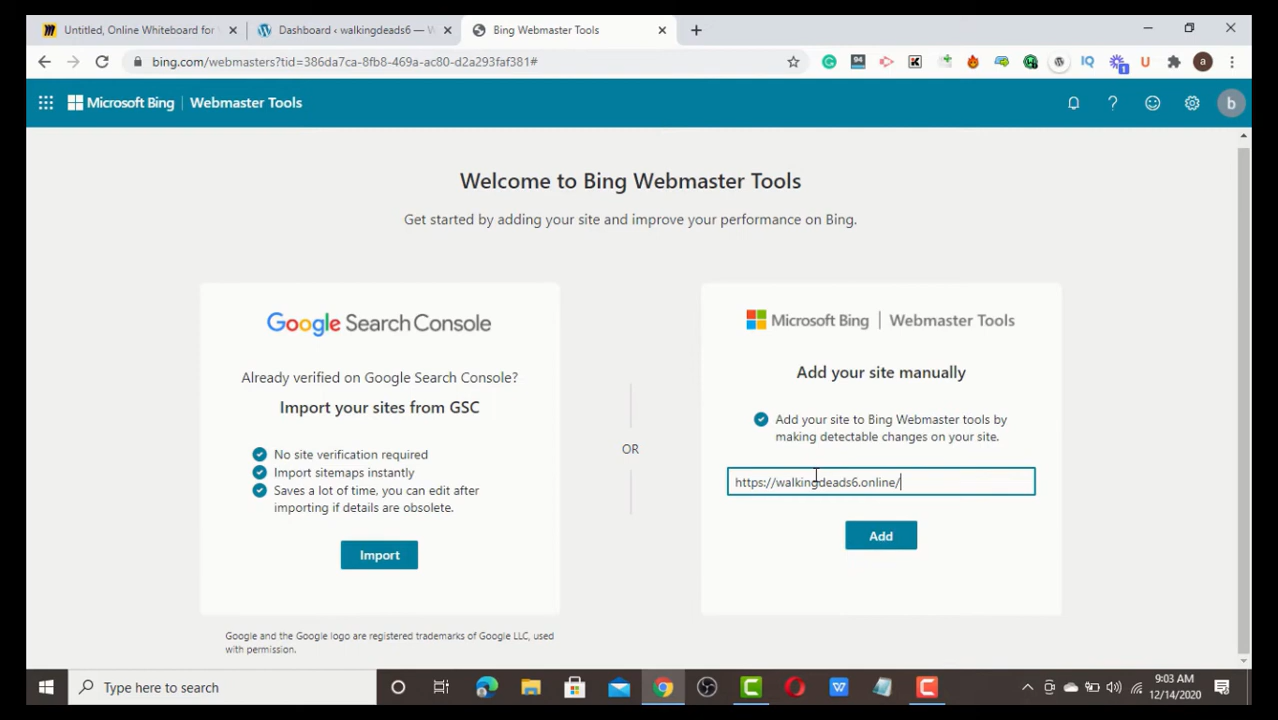 Untitled, Online Whiteboard for
Dashboard ‹ walkingdeads6 — W
Bing Webmaster Tools
bing.com/webmasters?tid=386da7ca-8fb8-469a-ac80-d2a293faf381#
Microsoft Bing | Webmaster Tools
b
Welcome to Bing Webmaster Tools
Get started by adding your site and improve your performance on Bing.
Google Search Console
Already verified on Google Search Console?
Import your sites from GSC
No site verification required
Import sitemaps instantly
Saves a lot of time, you can edit after
importing if details are obsolete.
Import
Google and the Google logo are registered trademarks of Google LLC, used
with permission.
OR
Microsoft Bing | Webmaster Tools
Add your site manually
Add your site to Bing Webmaster tools by
making detectable changes on your site.
https://walkingdeads6.online/
Add
Type here to search
9:03 AM
12/14/2020